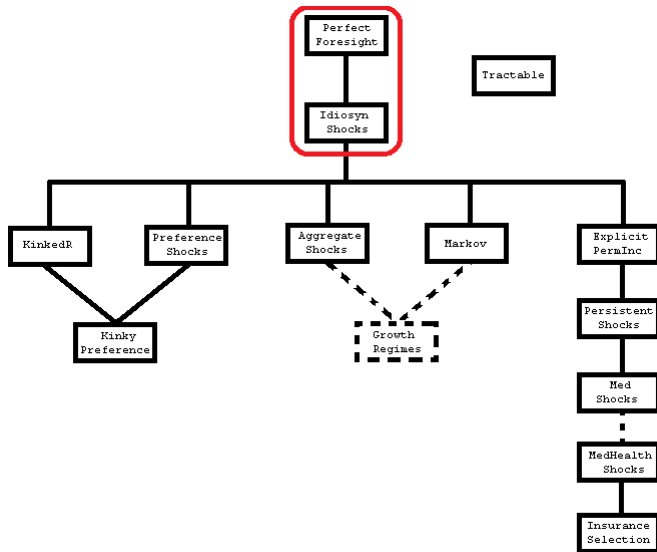 Perfect
Foresight
Tractable
Idiosyn
Shocks
KinkedR
Preference
Shocks
Aggregate
Shocks
Markov
Explicit
PermInc
Kinky
Preference
Growth
Regimes
Persistent
Shocks
Med
Shocks
MedHealth
Shocks
Insurance
Selection